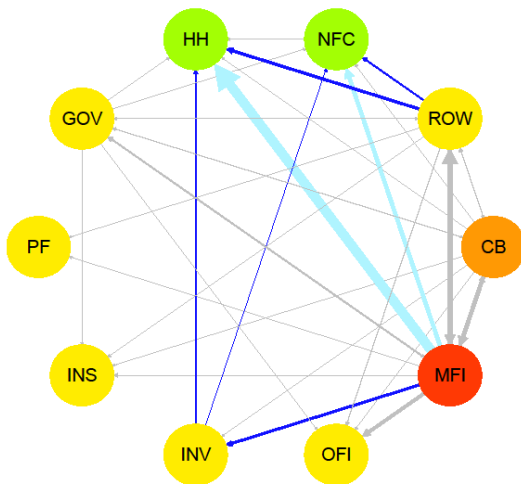 HH
NFC
GOV
ROW
PF
CB
INS
MFI
INV
OFI